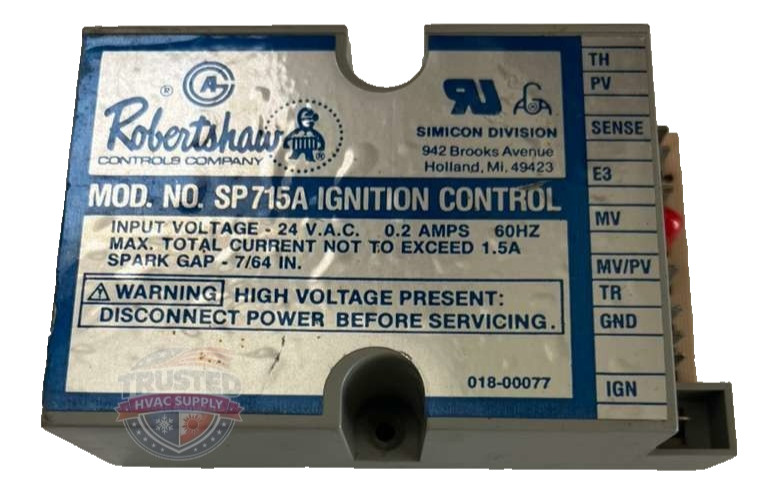 ® CGA
Robertshaw ®
CONTROLS COMPANY
UR
SIMICON DIVISION
942 Brooks Avenue
Holland, Mi. 49423
MOD. NO. SP715A IGNITION CONTROL
INPUT VOLTAGE - 24 V.A.C. 0.2 AMPS 60HZ
MAX. TOTAL CURRENT NOT TO EXCEED 1.5A
SPARK GAP - 7/64 IN.
⚠ WARNING HIGH VOLTAGE PRESENT:
DISCONNECT POWER BEFORE SERVICING.
018-00077
TH
PV
SENSE
E3
MV
MV/PV
TR
GND
IGN
TRUSTED
HVAC SUPPLY